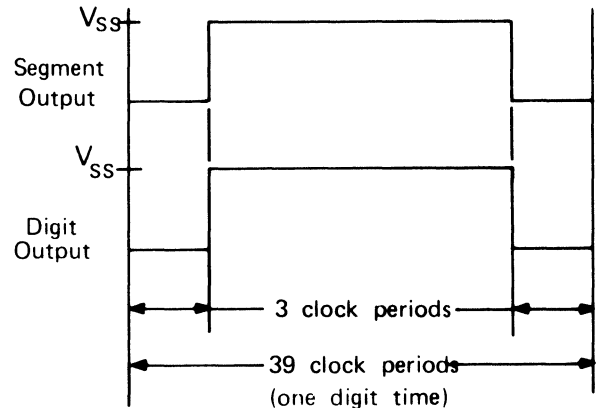 VSS
Segment
Output
VSS
Digit
Output
3 clock periods
39 clock periods
(one digit time)